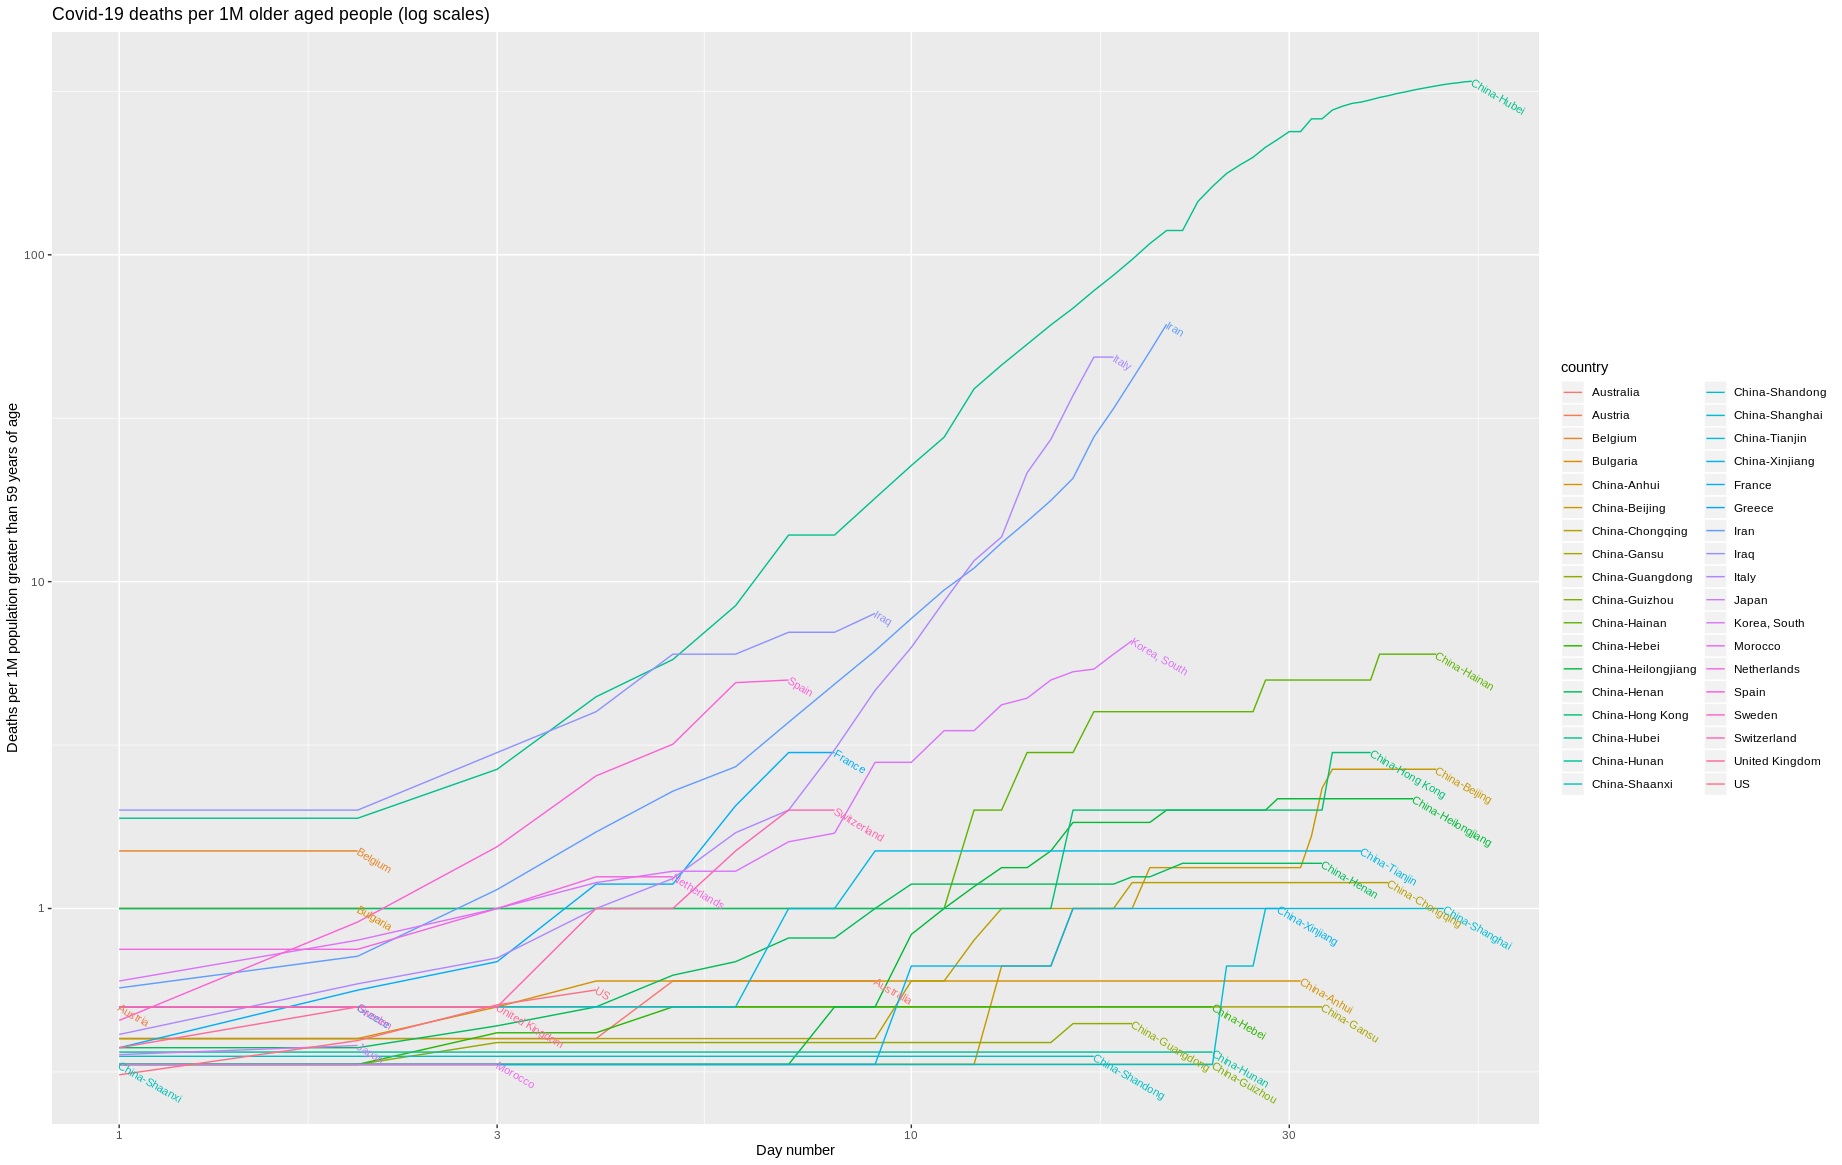 Covid-19 deaths per 1M older aged people (log scales)
Deaths per 1M population greater than 59 years of age
100
10
1
China-Hubei
Iran
Italy
Iraq
Korea, South
China-Hainan
Spain
France
China-Hong Kong
China-Beijing
Switzerland
China-Heilongjiang
Belgium
China-Tianjin
China-Henan
Netherlands
China-Chongqing
Bulgaria
China-Xinjiang
China-Shanghai
Australia
US
China-Anhui
Austria
Greece
United Kingdom
China-Hebei
China-Gansu
China-Guangdong
Japan
China-Hunan
China-Shandong
China-Shaanxi
Morocco
China-Guizhou
1
3
10
30
Day number
country
Australia
Austria
Belgium
Bulgaria
China-Anhui
China-Beijing
China-Chongqing
China-Gansu
China-Guangdong
China-Guizhou
China-Hainan
China-Hebei
China-Heilongjiang
China-Henan
China-Hong Kong
China-Hubei
China-Hunan
China-Shaanxi
China-Shandong
China-Shanghai
China-Tianjin
China-Xinjiang
France
Greece
Iran
Iraq
Italy
Japan
Korea, South
Morocco
Netherlands
Spain
Sweden
Switzerland
United Kingdom
US